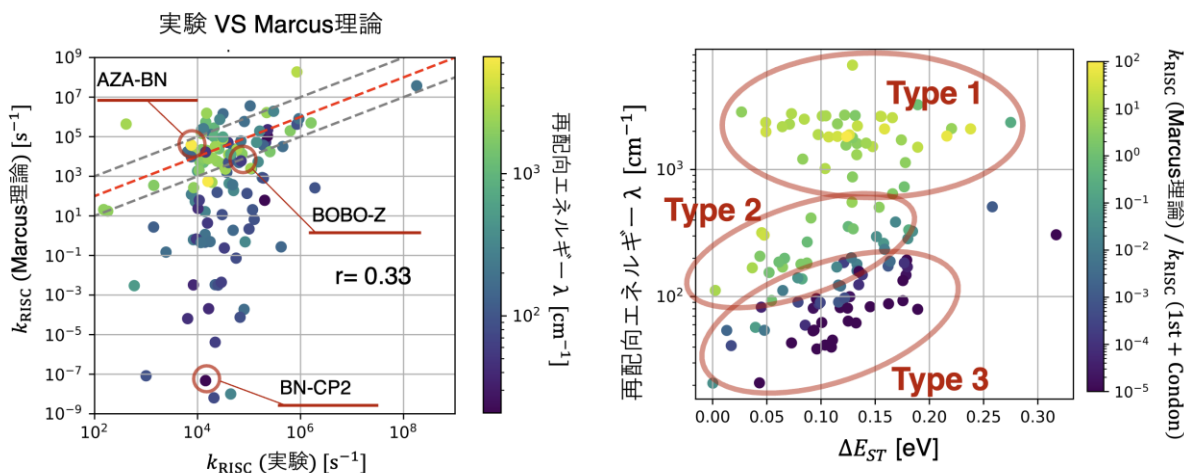 実験 VS Marcus理論
10⁹
10⁷
10⁵
10³
10¹
10⁻¹
10⁻³
10⁻⁵
10⁻⁷
10⁻⁹
k_RISC (Marcus理論) [s⁻¹]
AZA-BN
BOBO-Z
r= 0.33
BN-CP2
10² 10⁴ 10⁶ 10⁸
k_RISC (実験) [s⁻¹]
10³
10²
再配向エネルギー λ [cm⁻¹]
再配向エネルギー λ [cm⁻¹]
10³
10²
Type 1
Type 2
Type 3
0.00 0.05 0.10 0.15 0.20 0.25 0.30
ΔE_ST [eV]
10²
10¹
10⁰
10⁻¹
10⁻²
10⁻³
10⁻⁴
10⁻⁵
k_RISC (Marcus理論) / k_RISC (1st + Condon)